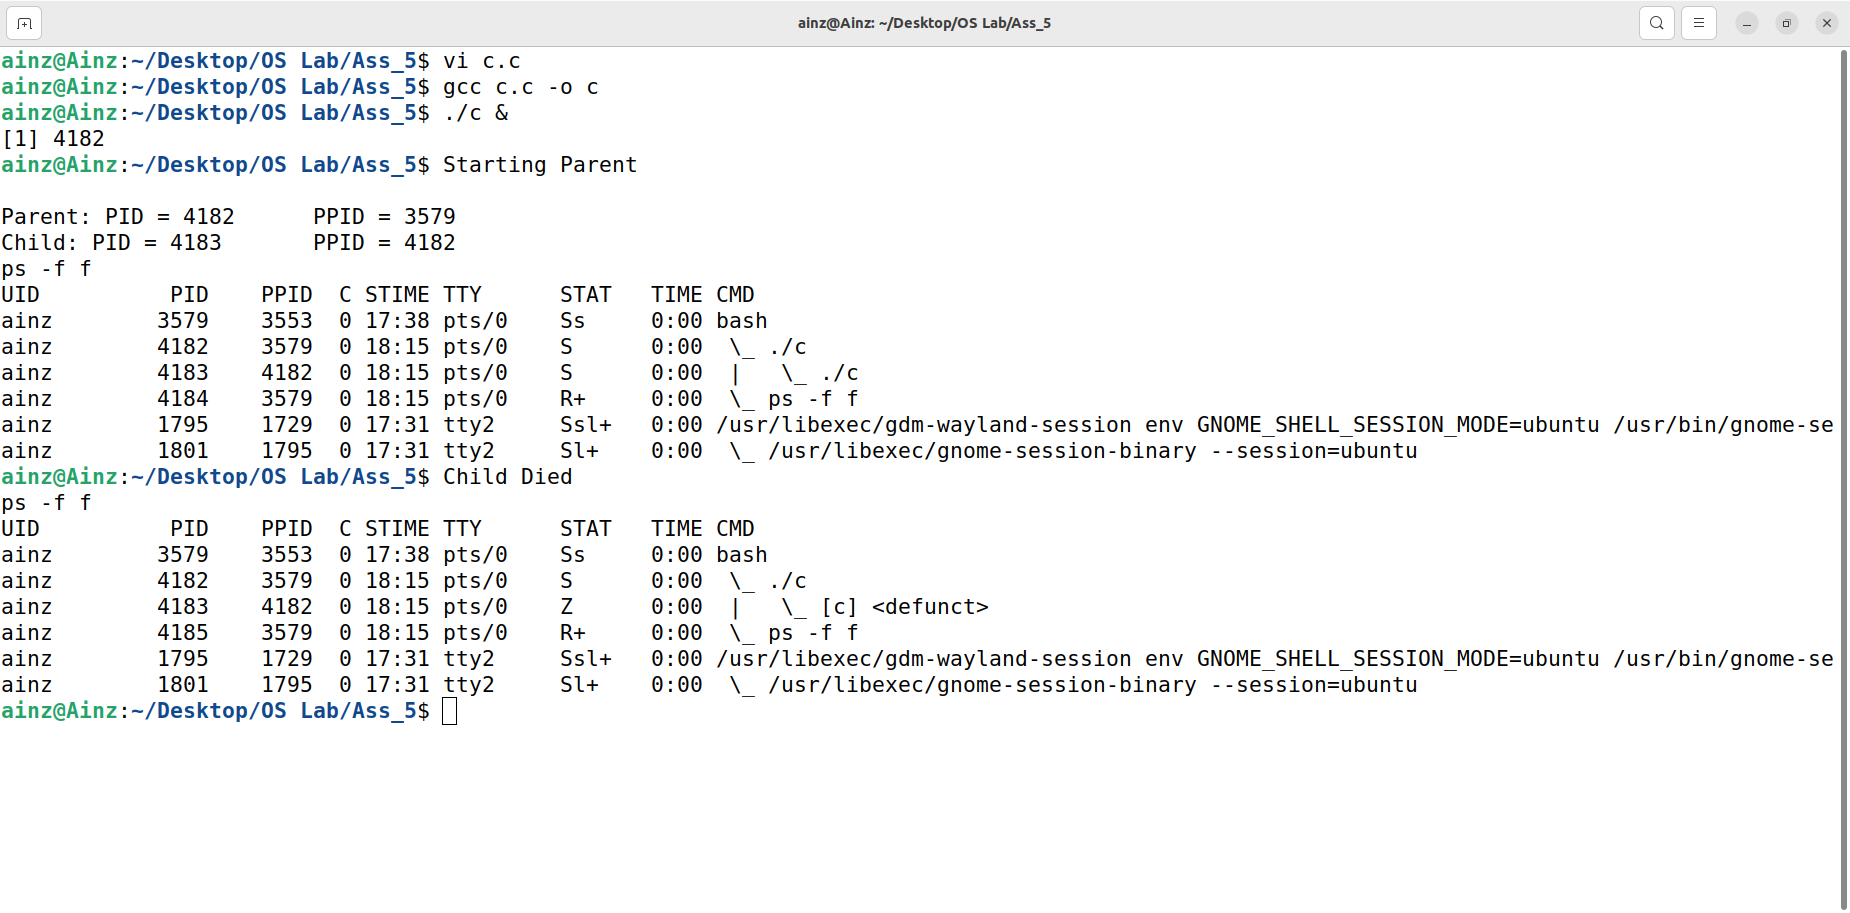 ainz@Ainz: ~/Desktop/OS Lab/Ass_5
ainz@Ainz:~/Desktop/OS Lab/Ass_5$ vi c.c
ainz@Ainz:~/Desktop/OS Lab/Ass_5$ gcc c.c -o c
ainz@Ainz:~/Desktop/OS Lab/Ass_5$ ./c &
[1] 4182
ainz@Ainz:~/Desktop/OS Lab/Ass_5$ Starting Parent

Parent: PID = 4182      PPID = 3579
Child: PID = 4183       PPID = 4182
ps -f f
UID          PID    PPID  C STIME TTY      STAT   TIME CMD
ainz        3579    3553  0 17:38 pts/0    Ss     0:00 bash
ainz        4182    3579  0 18:15 pts/0    S      0:00  \_ ./c
ainz        4183    4182  0 18:15 pts/0    S      0:00  |   \_ ./c
ainz        4184    3579  0 18:15 pts/0    R+     0:00  \_ ps -f f
ainz        1795    1729  0 17:31 tty2     Ssl+   0:00 /usr/libexec/gdm-wayland-session env GNOME_SHELL_SESSION_MODE=ubuntu /usr/bin/gnome-se
ainz        1801    1795  0 17:31 tty2     Sl+    0:00  \_ /usr/libexec/gnome-session-binary --session=ubuntu
ainz@Ainz:~/Desktop/OS Lab/Ass_5$ Child Died
ps -f f
UID          PID    PPID  C STIME TTY      STAT   TIME CMD
ainz        3579    3553  0 17:38 pts/0    Ss     0:00 bash
ainz        4182    3579  0 18:15 pts/0    S      0:00  \_ ./c
ainz        4183    4182  0 18:15 pts/0    Z      0:00  |   \_ [c] <defunct>
ainz        4185    3579  0 18:15 pts/0    R+     0:00  \_ ps -f f
ainz        1795    1729  0 17:31 tty2     Ssl+   0:00 /usr/libexec/gdm-wayland-session env GNOME_SHELL_SESSION_MODE=ubuntu /usr/bin/gnome-se
ainz        1801    1795  0 17:31 tty2     Sl+    0:00  \_ /usr/libexec/gnome-session-binary --session=ubuntu
ainz@Ainz:~/Desktop/OS Lab/Ass_5$